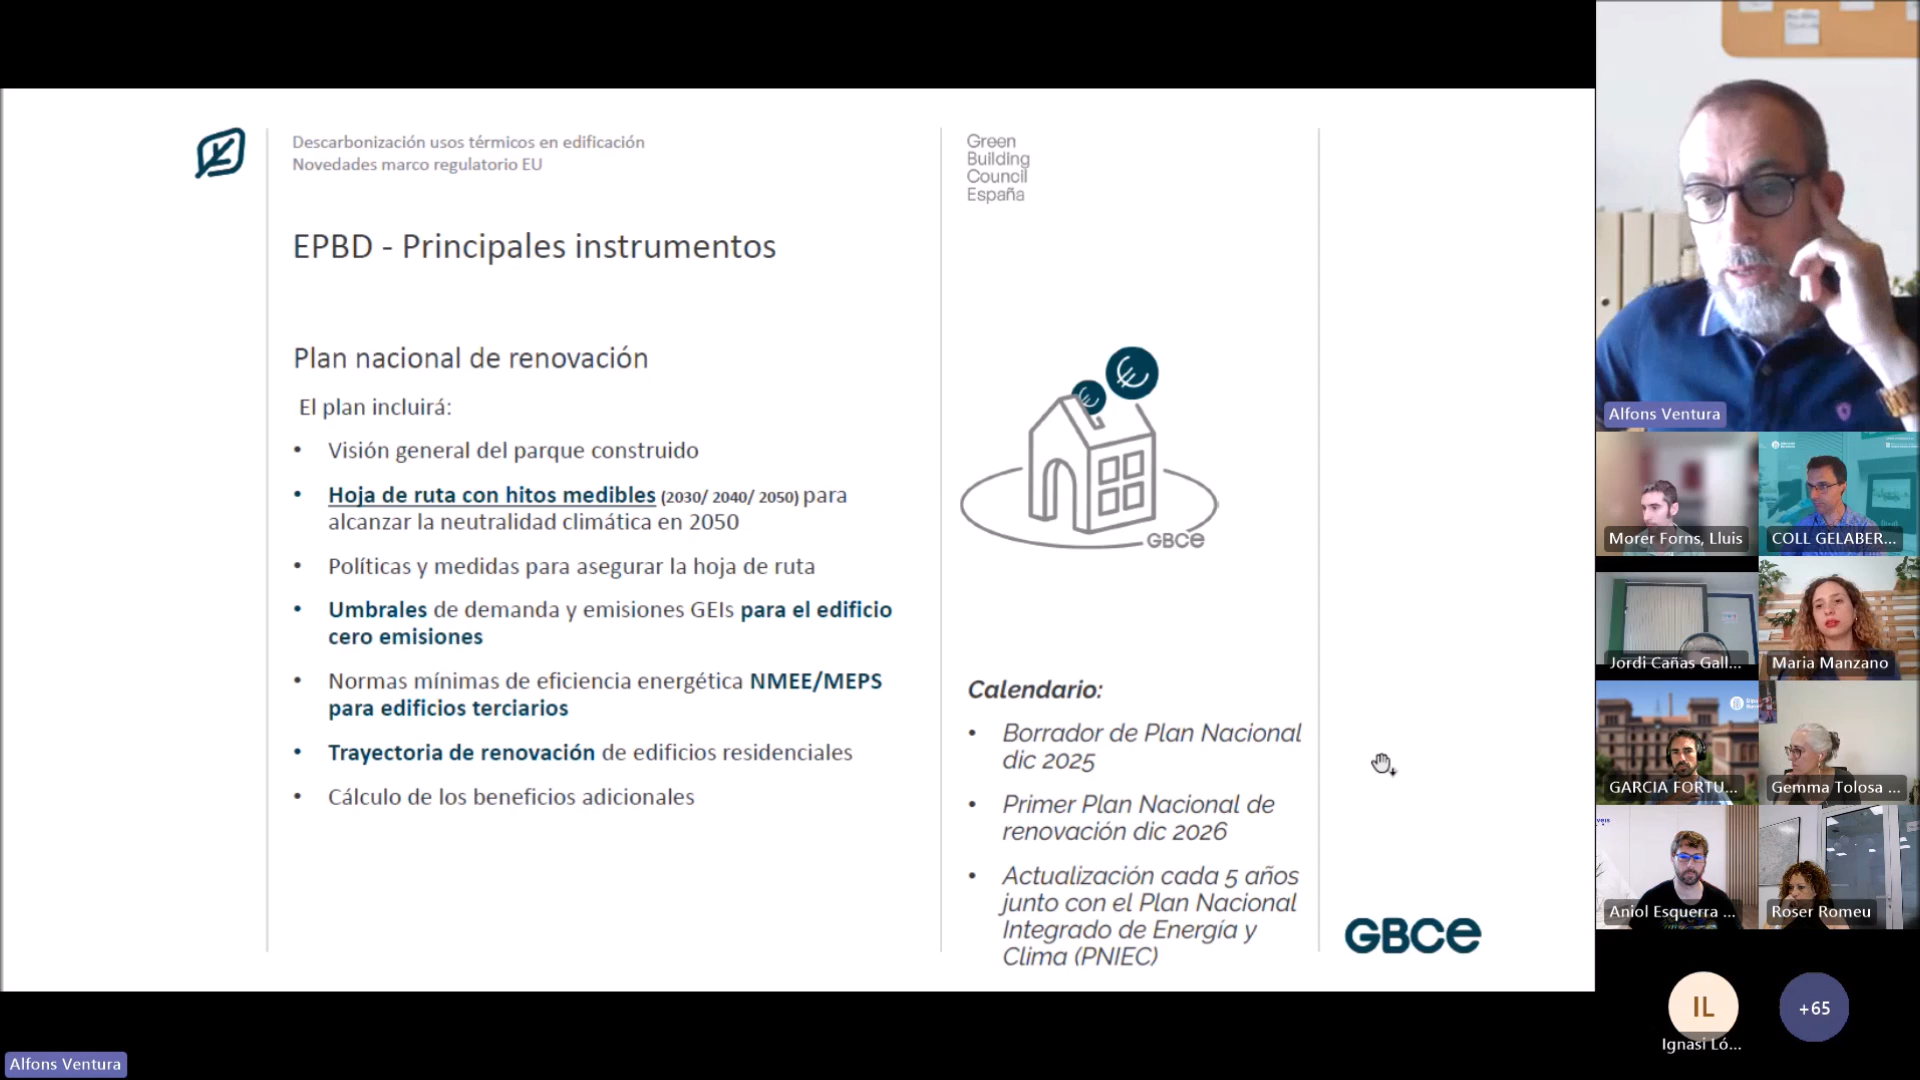 Descarbonización usos térmicos en edificación
Novedades marco regulatorio EU
Green
Building
Council
España
EPBD - Principales instrumentos
Plan nacional de renovación
El plan incluirá:
• Visión general del parque construido
• Hoja de ruta con hitos medibles (2030/ 2040/ 2050) para
alcanzar la neutralidad climática en 2050
• Políticas y medidas para asegurar la hoja de ruta
• Umbrales de demanda y emisiones GEIs para el edificio
cero emisiones
• Normas mínimas de eficiencia energética NMEE/MEPS
para edificios terciarios
• Trayectoria de renovación de edificios residenciales
• Cálculo de los beneficios adicionales
€
€
GBCe
Calendario:
• Borrador de Plan Nacional
dic 2025
• Primer Plan Nacional de
renovación dic 2026
• Actualización cada 5 años
junto con el Plan Nacional
Integrado de Energía y
Clima (PNIEC)
GBCe
Alfons Ventura
Morer Forns, Lluis
COLL GELABER...
Jordi Cañas Gall...
Maria Manzano
GARCIA FORTU...
Gemma Tolosa ...
Aniol Esquerra ...
Roser Romeu
IL
Ignasi Ló...
+65
Alfons Ventura